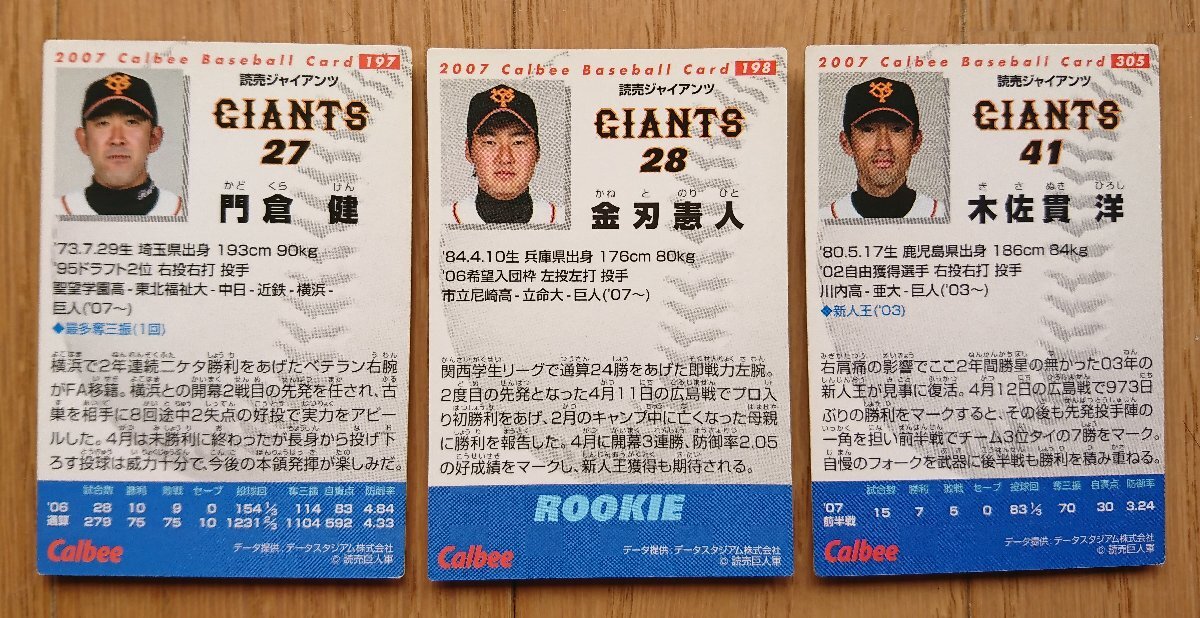 2007 Calbee Baseball Card 197
読売ジャイアンツ
GIANTS
27
かど くら けん
門倉 健
'73.7.29生 埼玉県出身 193cm 90kg
'95ドラフト2位 右投右打 投手
聖望学園高-東北福祉大-中日-近鉄-横浜-
巨人('07〜)
◆最多奪三振(1回)
横浜で2年連続二ケタ勝利をあげたベテラン右腕
がFA移籍。横浜との開幕2戦目の先発を任され、古
巣を相手に8回途中2失点の好投で実力をアピー
ルした。4月は未勝利に終わったが長身から投げ下
ろす投球は威力十分で、今後の本領発揮が楽しみだ。
試合数 勝利 敗戦 セーブ 投球回 奪三振 自責点 防御率
'06 28 10 9 0 154 1/3 114 83 4.84
通算 279 75 75 10 1231 2/3 1104 592 4.33
Calbee
データ提供:データスタジアム株式会社
© 読売巨人軍
2007 Calbee Baseball Card 198
読売ジャイアンツ
GIANTS
28
かね と のり ひと
金刃憲人
'84.4.10生 兵庫県出身 176cm 80kg
'06希望入団枠 左投左打 投手
市立尼崎高-立命大-巨人('07〜)
関西学生リーグで通算24勝をあげた即戦力左腕。
2度目の先発となった4月11日の広島戦でプロ入
り初勝利をあげ、2月のキャンプ中に亡くなった母親
に勝利を報告した。4月に開幕3連勝、防御率2.05
の好成績をマークし、新人王獲得も期待される。
ROOKIE
Calbee
データ提供:データスタジアム株式会社
© 読売巨人軍
2007 Calbee Baseball Card 305
読売ジャイアンツ
GIANTS
41
き さ ぬき ひろし
木佐貫 洋
'80.5.17生 鹿児島県出身 186cm 84kg
'02自由獲得選手 右投右打 投手
川内高-亜大-巨人('03〜)
◆新人王('03)
右肩痛の影響でここ2年間勝星の無かった03年の
新人王が見事に復活。4月12日の広島戦で973日
ぶりの勝利をマークすると、その後も先発投手陣の
一角を担い前半戦でチーム3位タイの7勝をマーク。
自慢のフォークを武器に後半戦も勝利を積み重ねる。
試合数 勝利 敗戦 セーブ 投球回 奪三振 自責点 防御率
'07 前半戦 15 7 5 0 83 1/3 70 30 3.24
Calbee
データ提供:データスタジアム株式会社
© 読売巨人軍